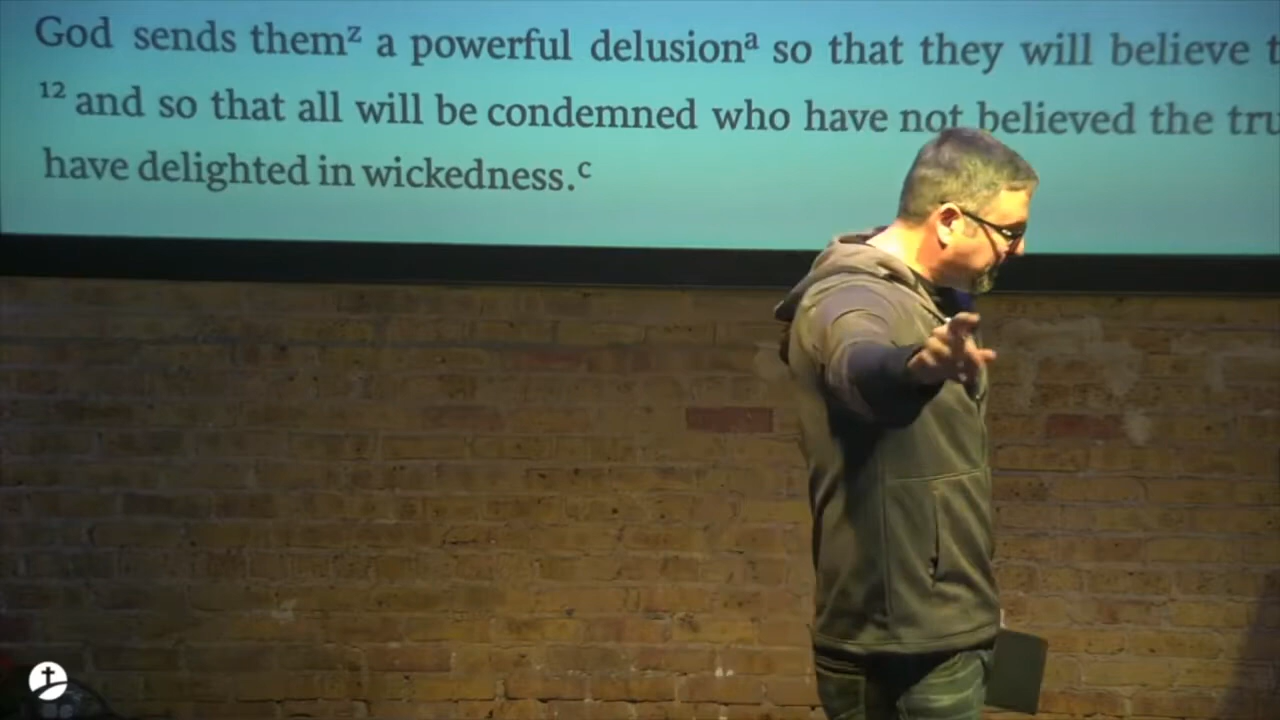 God sends themᶻ a powerful delusionᵃ so that they will believe
¹² and so that all will be condemned who have not believed the
have delighted in wickedness.ᶜ